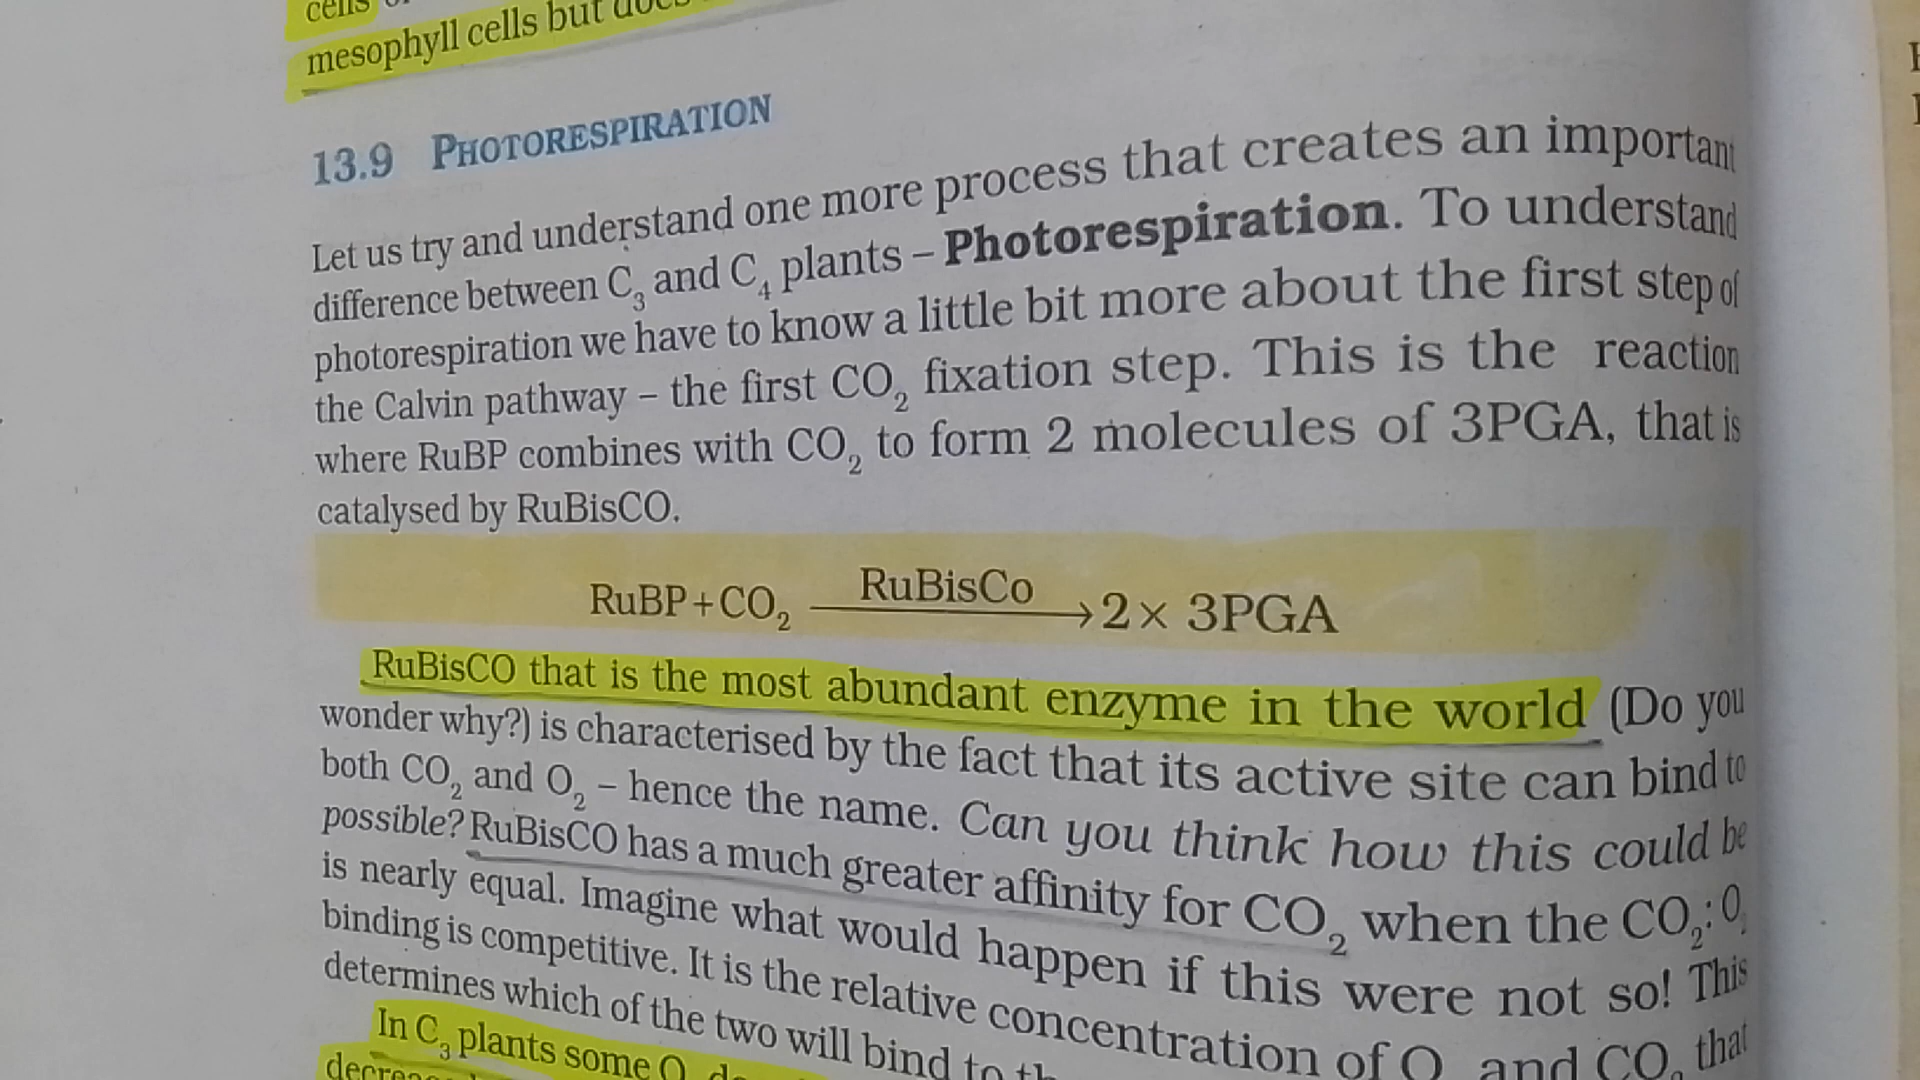 cells
mesophyll cells but does
13.9 PHOTORESPIRATION
Let us try and understand one more process that creates an important
difference between C₃ and C₄ plants – Photorespiration. To understand
photorespiration we have to know a little bit more about the first step of
the Calvin pathway – the first CO₂ fixation step. This is the reaction
where RuBP combines with CO₂ to form 2 molecules of 3PGA, that is
catalysed by RuBisCO.
RuBisCo
RuBP+CO₂ ⟶ 2× 3PGA
RuBisCO that is the most abundant enzyme in the world (Do you
wonder why?) is characterised by the fact that its active site can bind to
both CO₂ and O₂ – hence the name. Can you think how this could be
possible? RuBisCO has a much greater affinity for CO₂ when the CO₂:O₂
is nearly equal. Imagine what would happen if this were not so! This
binding is competitive. It is the relative concentration of O₂ and CO₂ that
determines which of the two will bind to
In C₃ plants some O₂